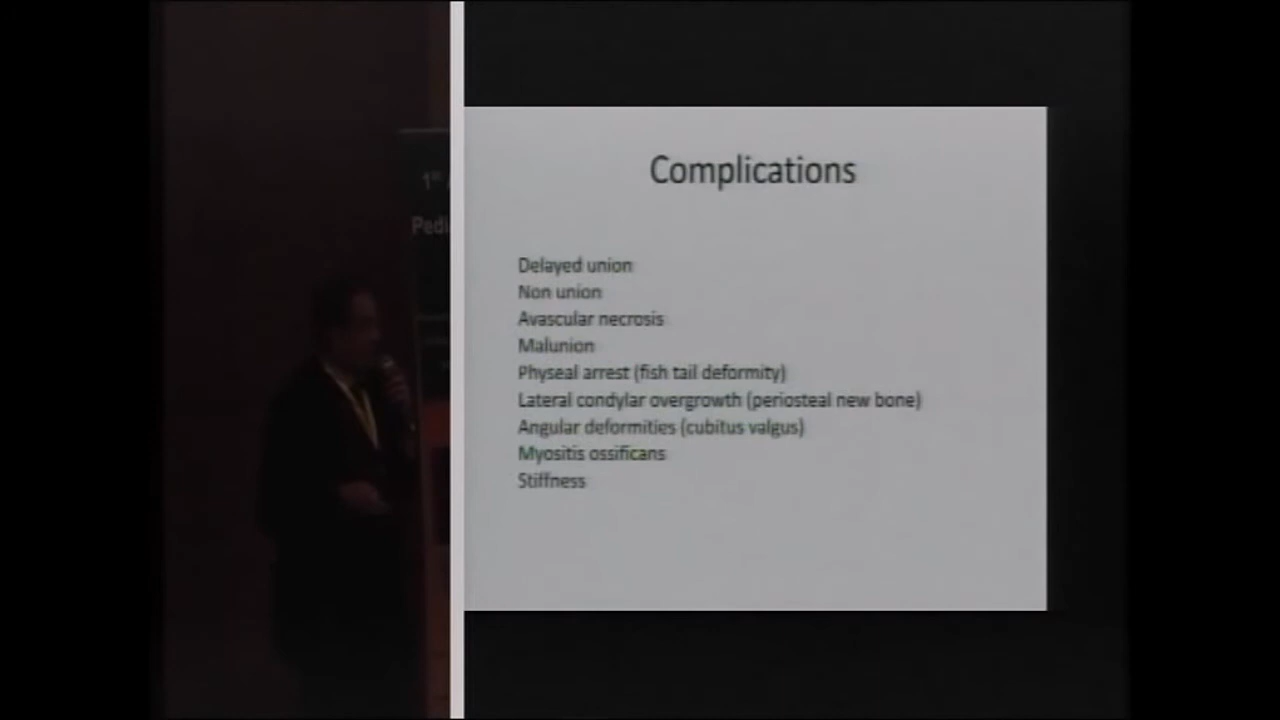 1st
Complications
Delayed union
Non union
Avascular necrosis
Malunion
Physeal arrest (fish tail deformity)
Lateral condylar overgrowth (periosteal new bone)
Angular deformities (cubitus valgus)
Myositis ossificans
Stiffness